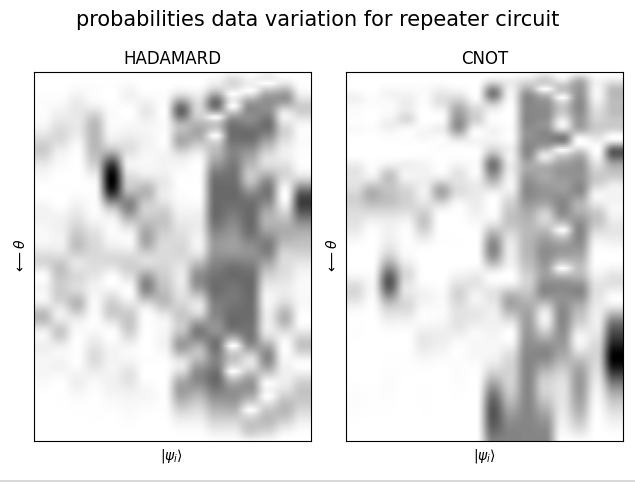 probabilities data variation for repeater circuit
HADAMARD
CNOT
← θ
← θ
|ψᵢ⟩
|ψᵢ⟩